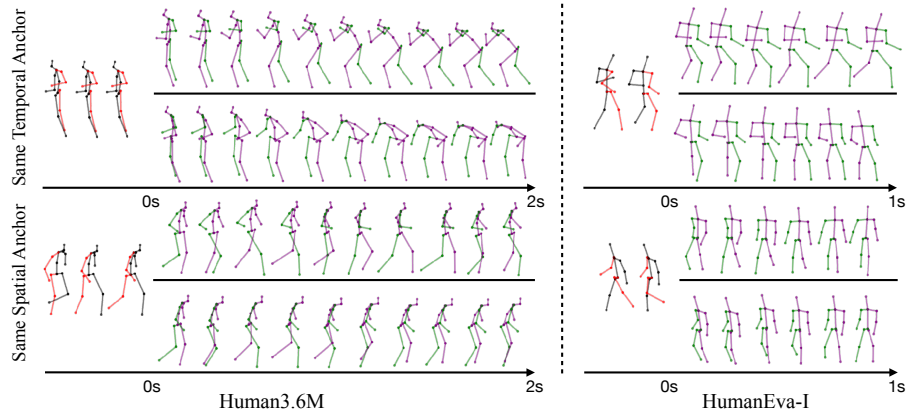 Same Temporal Anchor
0s
2s
0s
1s
Same Spatial Anchor
0s
2s
0s
1s
Human3.6M
HumanEva-I